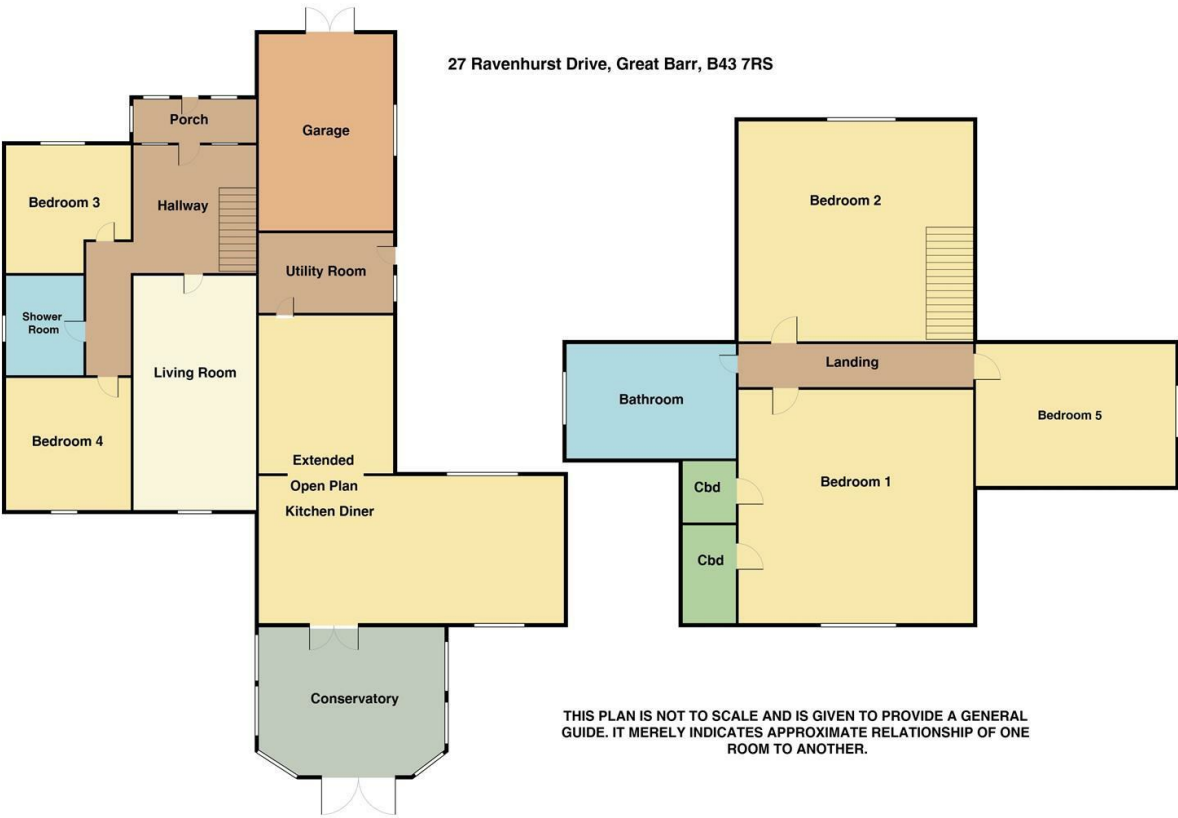 27 Ravenhurst Drive, Great Barr, B43 7RS
Porch
Garage
Bedroom 3
Hallway
Utility Room
Shower
Room
Living Room
Bedroom 4
Extended
Open Plan
Kitchen Diner
Conservatory
Bedroom 2
Landing
Bathroom
Bedroom 5
Cbd
Bedroom 1
Cbd
THIS PLAN IS NOT TO SCALE AND IS GIVEN TO PROVIDE A GENERAL
GUIDE. IT MERELY INDICATES APPROXIMATE RELATIONSHIP OF ONE
ROOM TO ANOTHER.